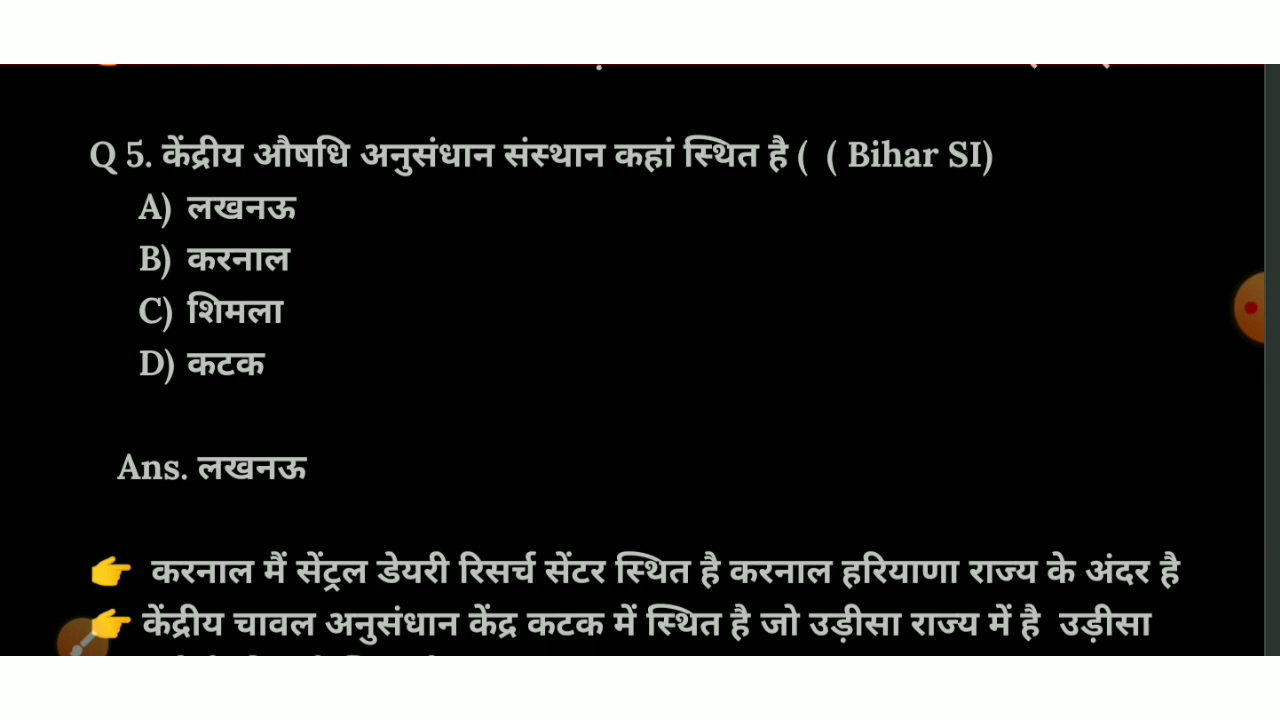 Q 5. केंद्रीय औषधि अनुसंधान संस्थान कहां स्थित है ( ( Bihar SI)
A) लखनऊ
B) करनाल
C) शिमला
D) कटक
Ans. लखनऊ
👉 करनाल मैं सेंट्रल डेयरी रिसर्च सेंटर स्थित है करनाल हरियाणा राज्य के अंदर है
👉 केंद्रीय चावल अनुसंधान केंद्र कटक में स्थित है जो उड़ीसा राज्य में है उड़ीसा